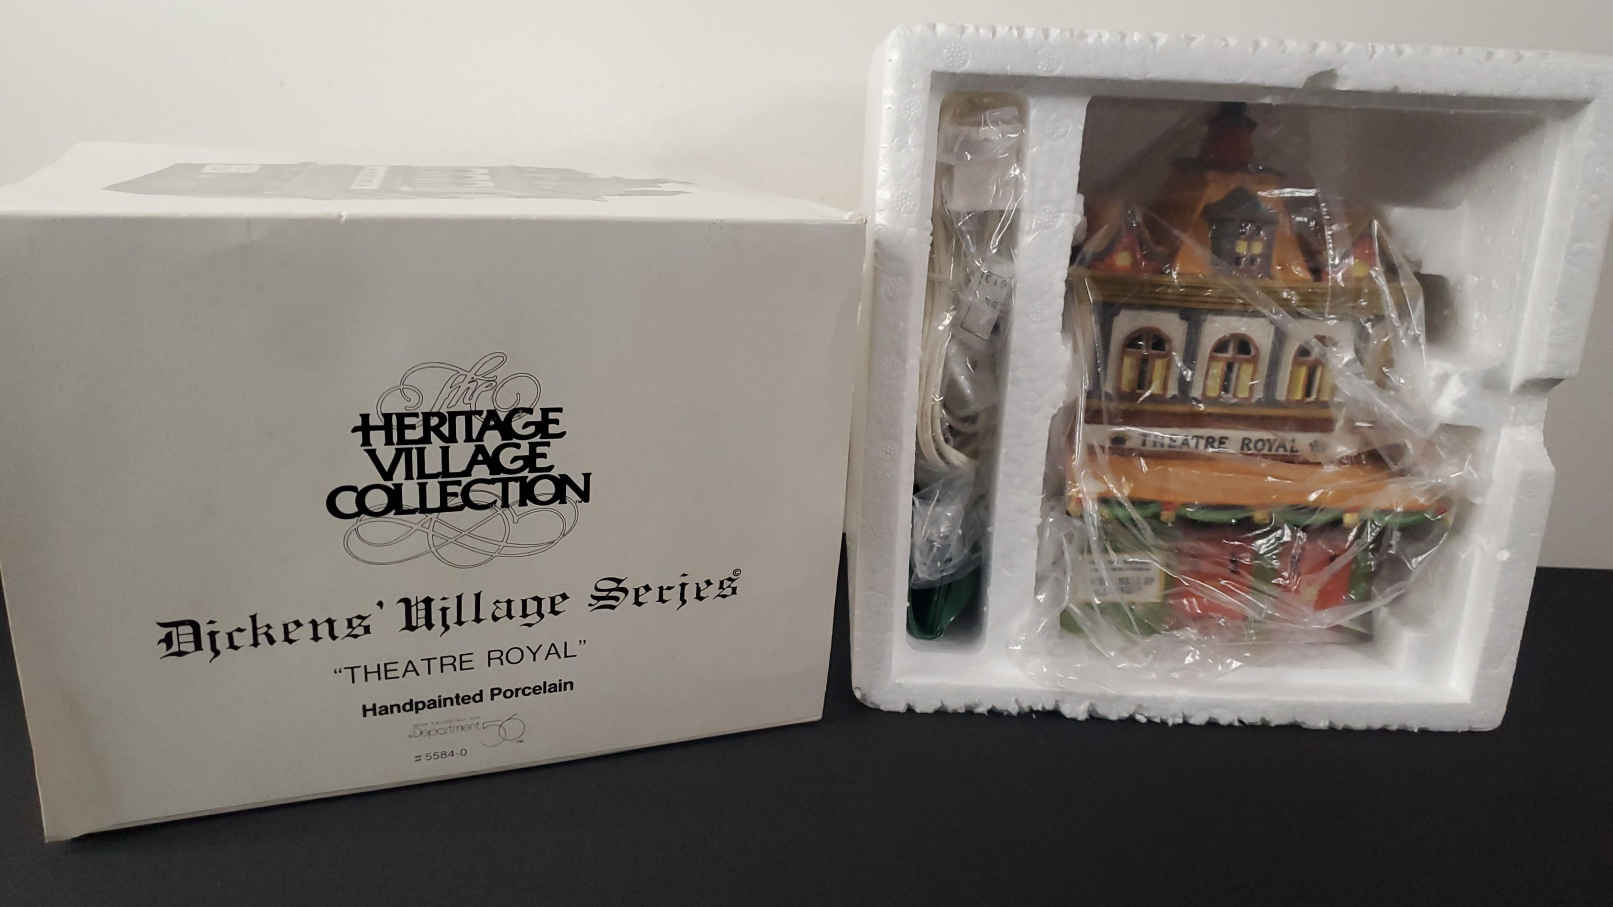 The
HERITAGE
VILLAGE
COLLECTION
Dickens' Village Series©
"THEATRE ROYAL"
Handpainted Porcelain
Department 56
#5584-0
THEATRE ROYAL